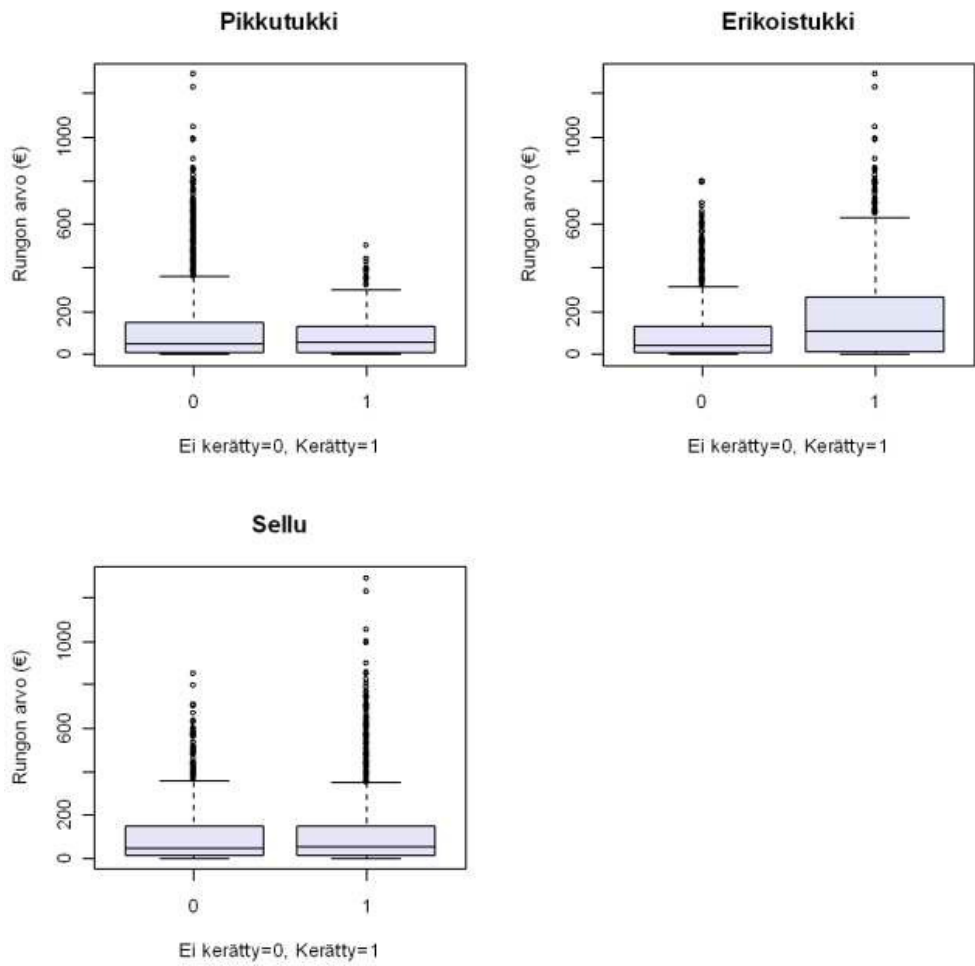 Pikkutukki
Rungon arvo (€)
0 200 600 1000
0 1
Ei kerätty=0, Kerätty=1
Erikoistukki
Rungon arvo (€)
0 200 600 1000
0 1
Ei kerätty=0, Kerätty=1
Sellu
Rungon arvo (€)
0 200 600 1000
0 1
Ei kerätty=0, Kerätty=1